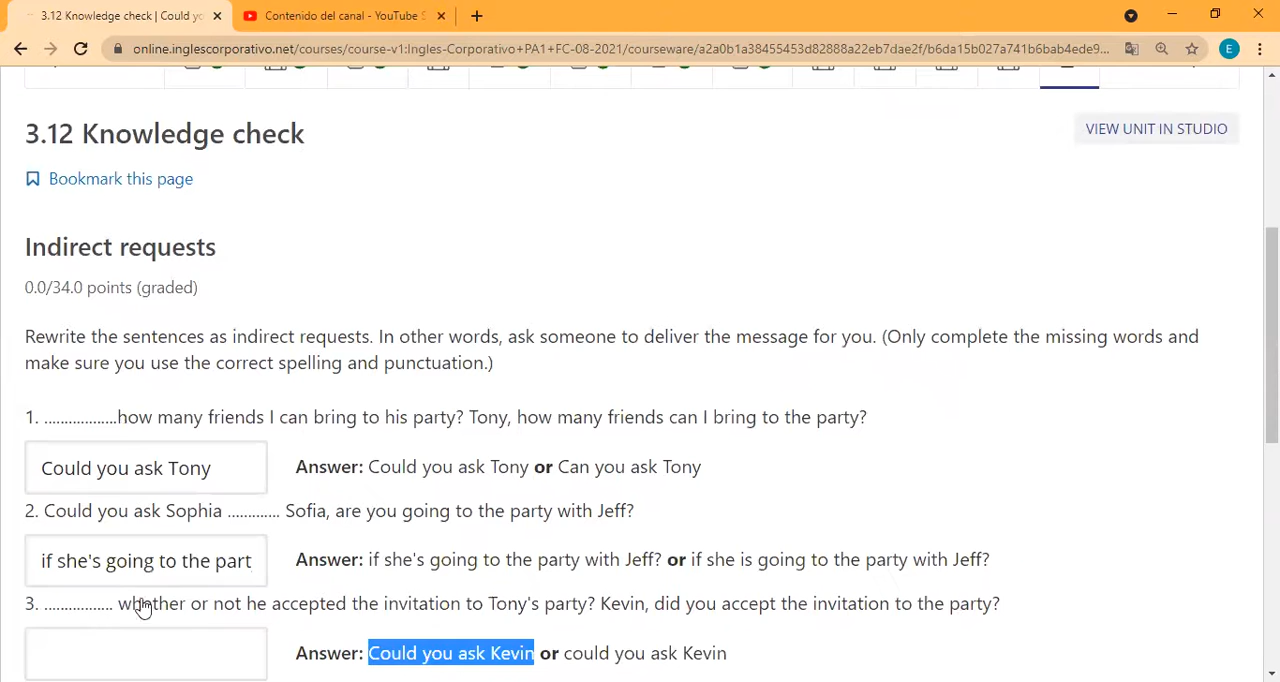 3.12 Knowledge check | Could yo
Contenido del canal - YouTube S
online.inglescorporativo.net/courses/course-v1:Ingles-Corporativo+PA1+FC-08-2021/courseware/a2a0b1a38455453d82888a22eb7dae2f/b6da15b027a741b6bab4ede9...
E
3.12 Knowledge check
VIEW UNIT IN STUDIO
Bookmark this page
Indirect requests
0.0/34.0 points (graded)
Rewrite the sentences as indirect requests. In other words, ask someone to deliver the message for you. (Only complete the missing words and
make sure you use the correct spelling and punctuation.)
1. .................how many friends I can bring to his party? Tony, how many friends can I bring to the party?
Could you ask Tony
Answer: Could you ask Tony or Can you ask Tony
2. Could you ask Sophia ............. Sofia, are you going to the party with Jeff?
if she's going to the part
Answer: if she's going to the party with Jeff? or if she is going to the party with Jeff?
3. ................. whether or not he accepted the invitation to Tony's party? Kevin, did you accept the invitation to the party?
Answer: Could you ask Kevin or could you ask Kevin